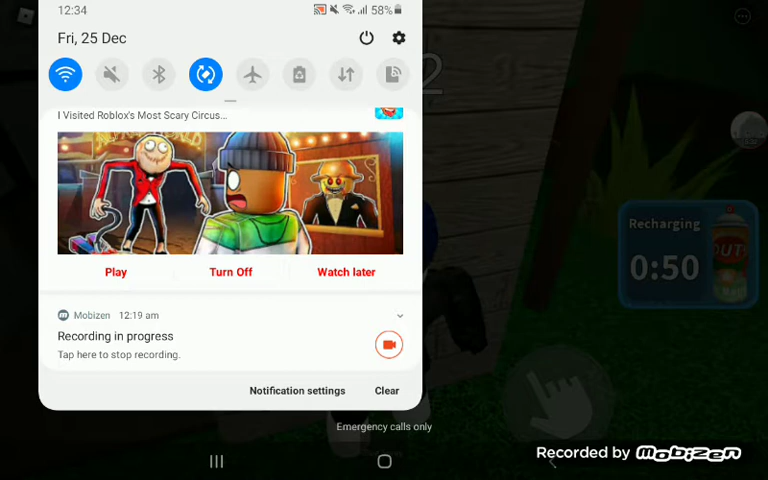 12:34
58%
Fri, 25 Dec
I Visited Roblox's Most Scary Circus...
Play
Turn Off
Watch later
Mobizen 12:19 am
Recording in progress
Tap here to stop recording.
Notification settings
Clear
Emergency calls only
2
Recharging
0:50
OUT!
Recorded by Mobizen